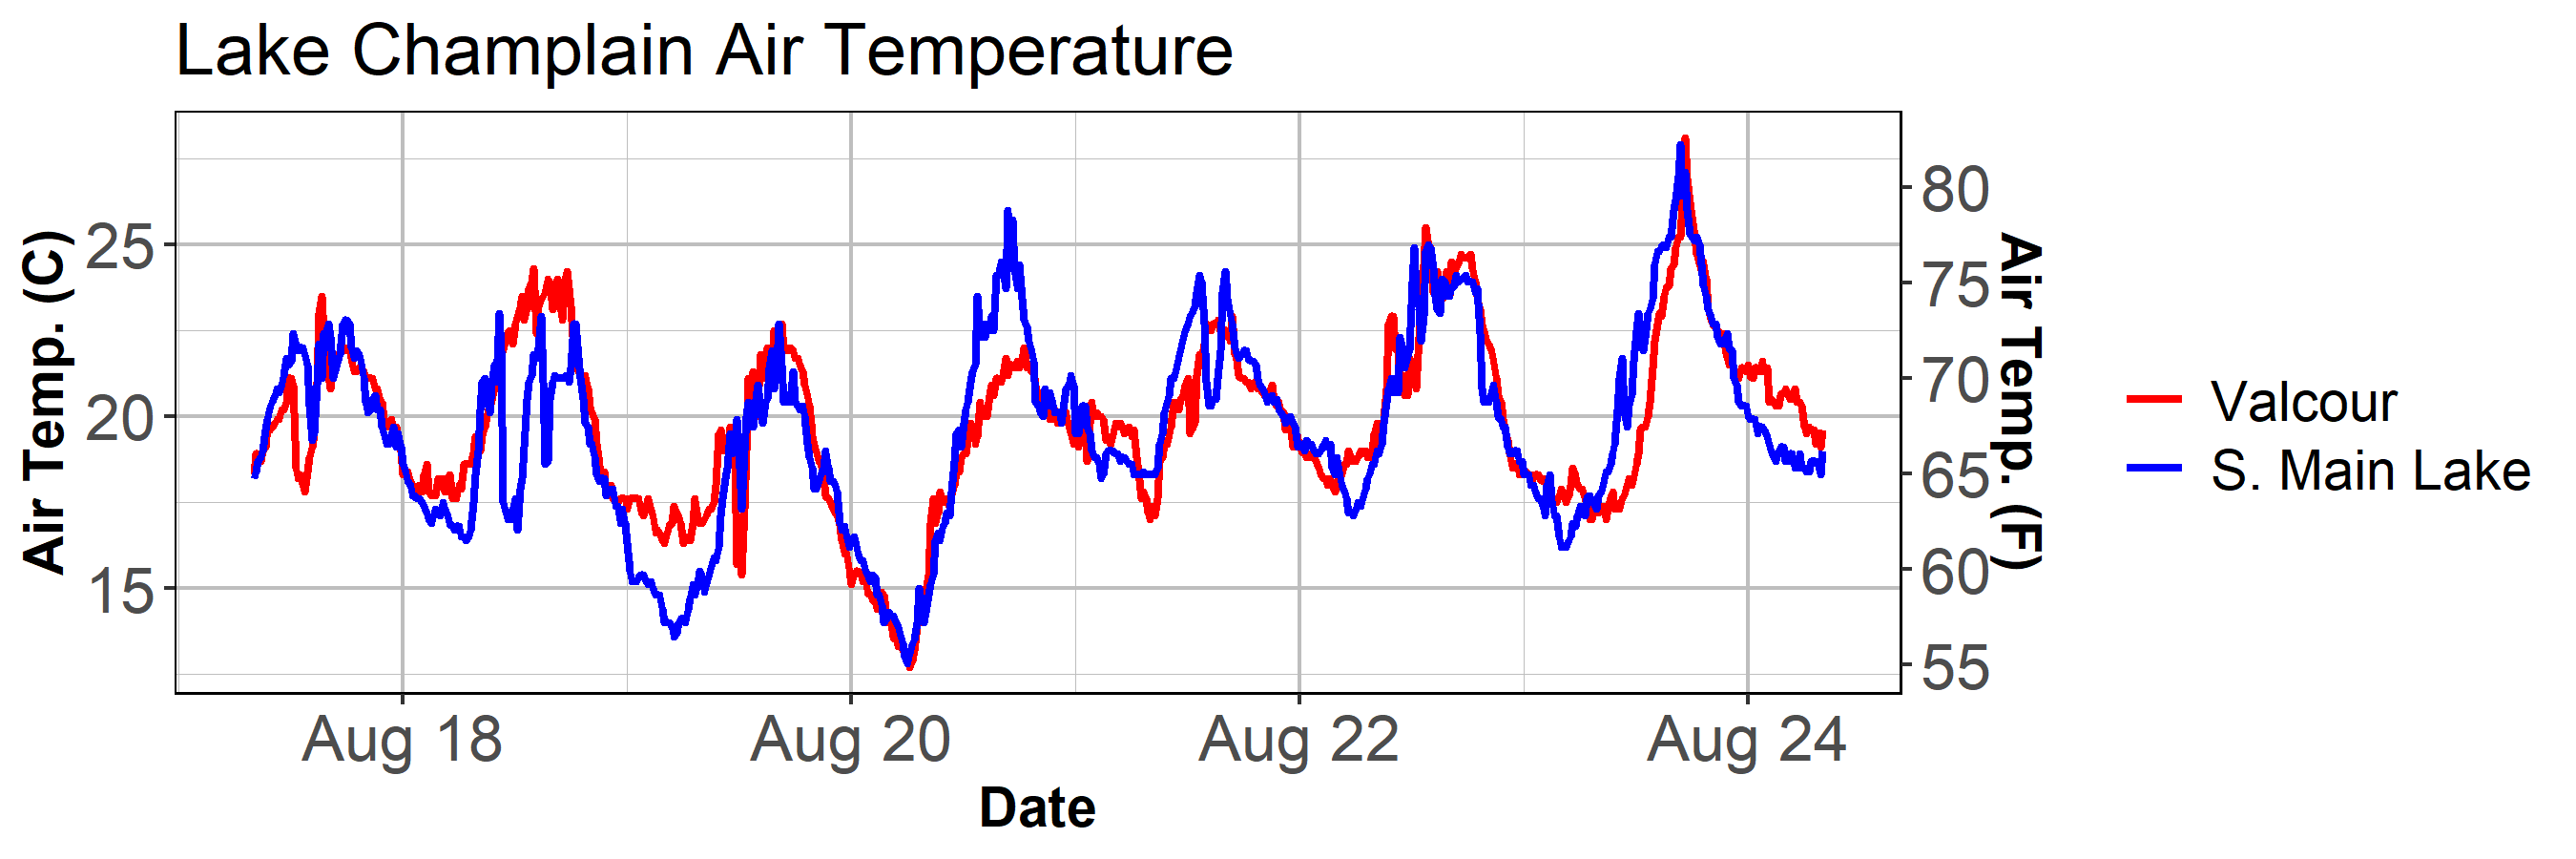 Lake Champlain Air Temperature
Air Temp. (C)
25
20
15
80
75
70
65
60
55
Air Temp. (F)
Valcour
S. Main Lake
Aug 18
Aug 20
Aug 22
Aug 24
Date